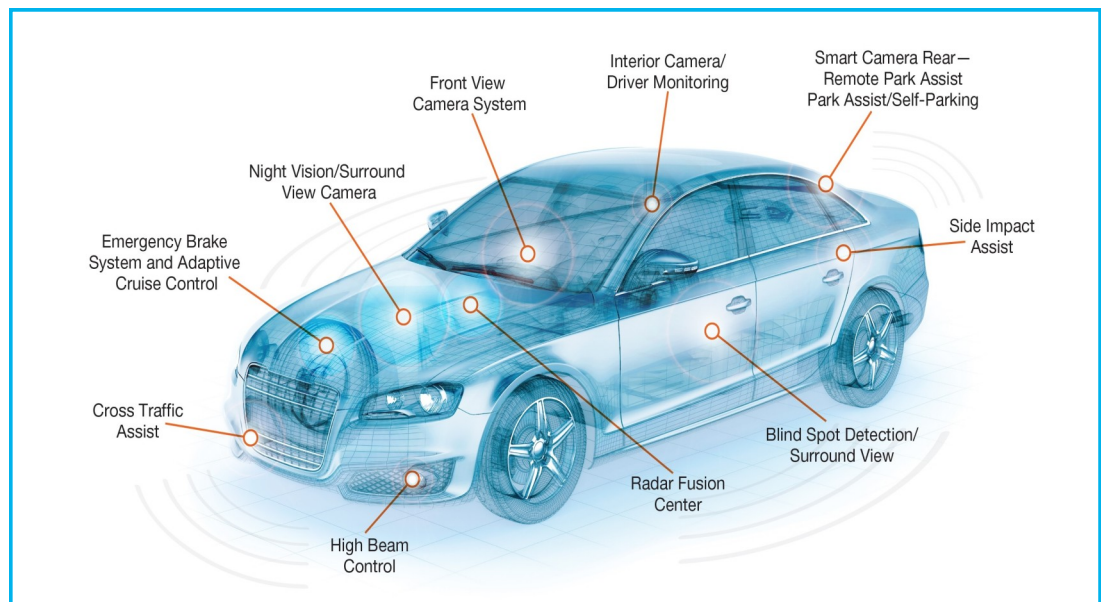 Smart Camera Rear—
Remote Park Assist
Park Assist/Self-Parking
Interior Camera/
Driver Monitoring
Front View
Camera System
Night Vision/Surround
View Camera
Emergency Brake
System and Adaptive
Cruise Control
Side Impact
Assist
Cross Traffic
Assist
Blind Spot Detection/
Surround View
Radar Fusion
Center
High Beam
Control